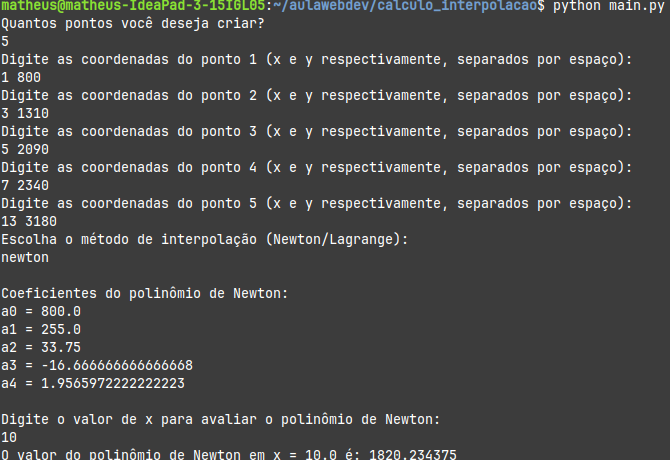 matheus@matheus-IdeaPad-3-15IGL05:~/aulawebdev/calculo_interpolacao$ python main.py
Quantos pontos você deseja criar?
5
Digite as coordenadas do ponto 1 (x e y respectivamente, separados por espaço):
1 800
Digite as coordenadas do ponto 2 (x e y respectivamente, separados por espaço):
3 1310
Digite as coordenadas do ponto 3 (x e y respectivamente, separados por espaço):
5 2090
Digite as coordenadas do ponto 4 (x e y respectivamente, separados por espaço):
7 2340
Digite as coordenadas do ponto 5 (x e y respectivamente, separados por espaço):
13 3180
Escolha o método de interpolação (Newton/Lagrange):
newton
Coeficientes do polinômio de Newton:
a0 = 800.0
a1 = 255.0
a2 = 33.75
a3 = -16.666666666666668
a4 = 1.9565972222222223
Digite o valor de x para avaliar o polinômio de Newton:
10
O valor do polinômio de Newton em x = 10.0 é: 1820.234375